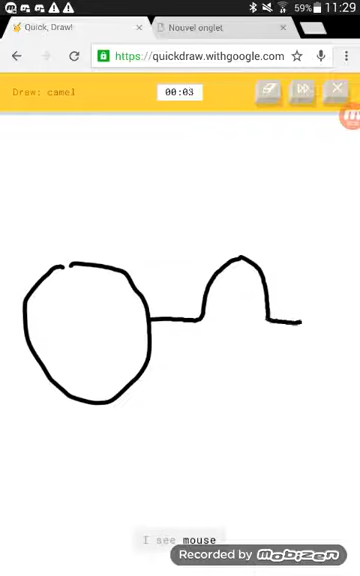 59% 11:29
Quick, Draw! Nouvel onglet
https://quickdraw.withgoogle.com
Draw: camel 00:03
I see mouse
Recorded by mobizen